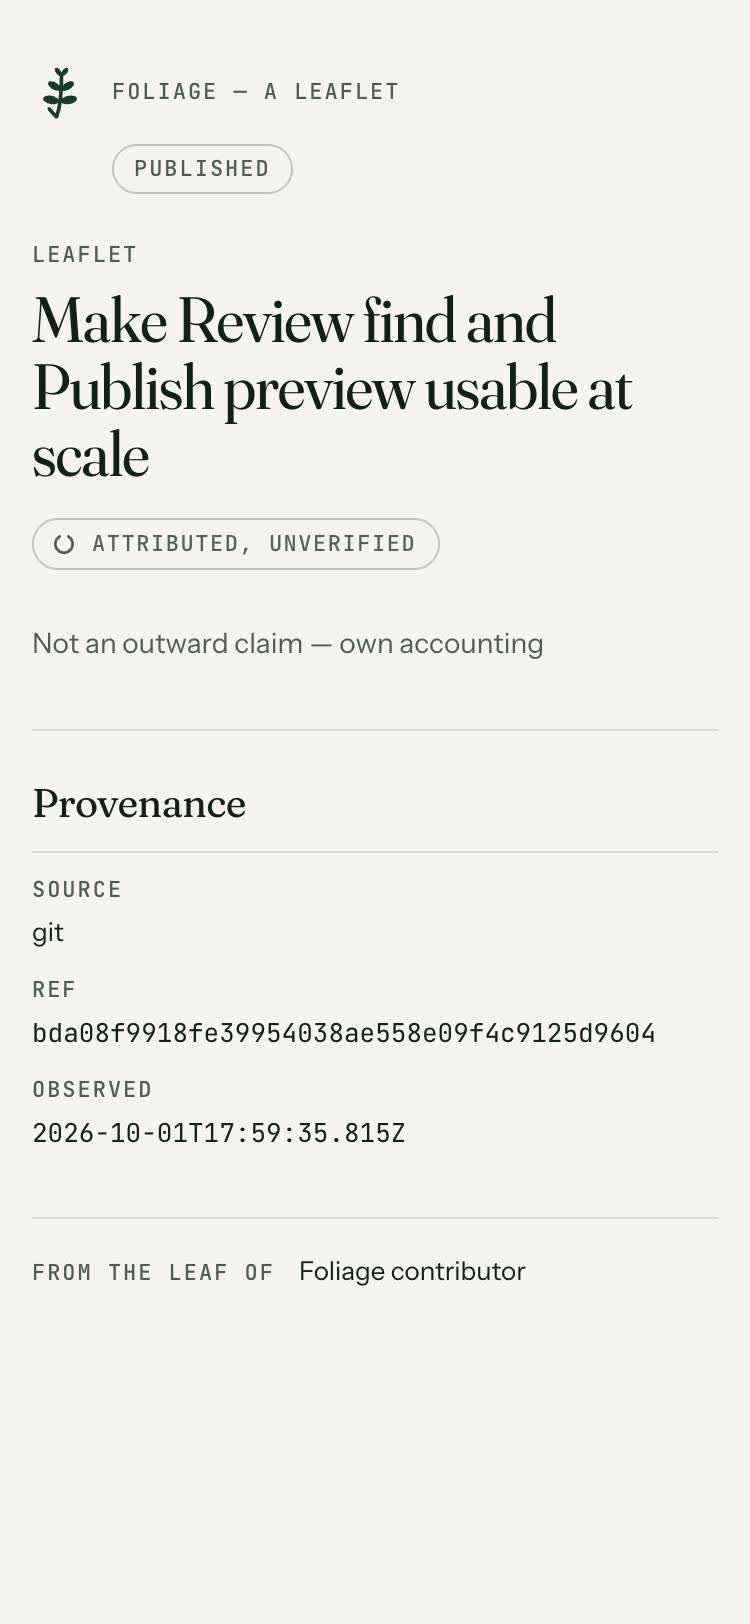 FOLIAGE — A LEAFLET
PUBLISHED
LEAFLET
Make Review find and
Publish preview usable at
scale
ATTRIBUTED, UNVERIFIED
Not an outward claim — own accounting
Provenance
SOURCE
git
REF
bda08f9918fe39954038ae558e09f4c9125d9604
OBSERVED
2026-10-01T17:59:35.815Z
FROM THE LEAF OF Foliage contributor